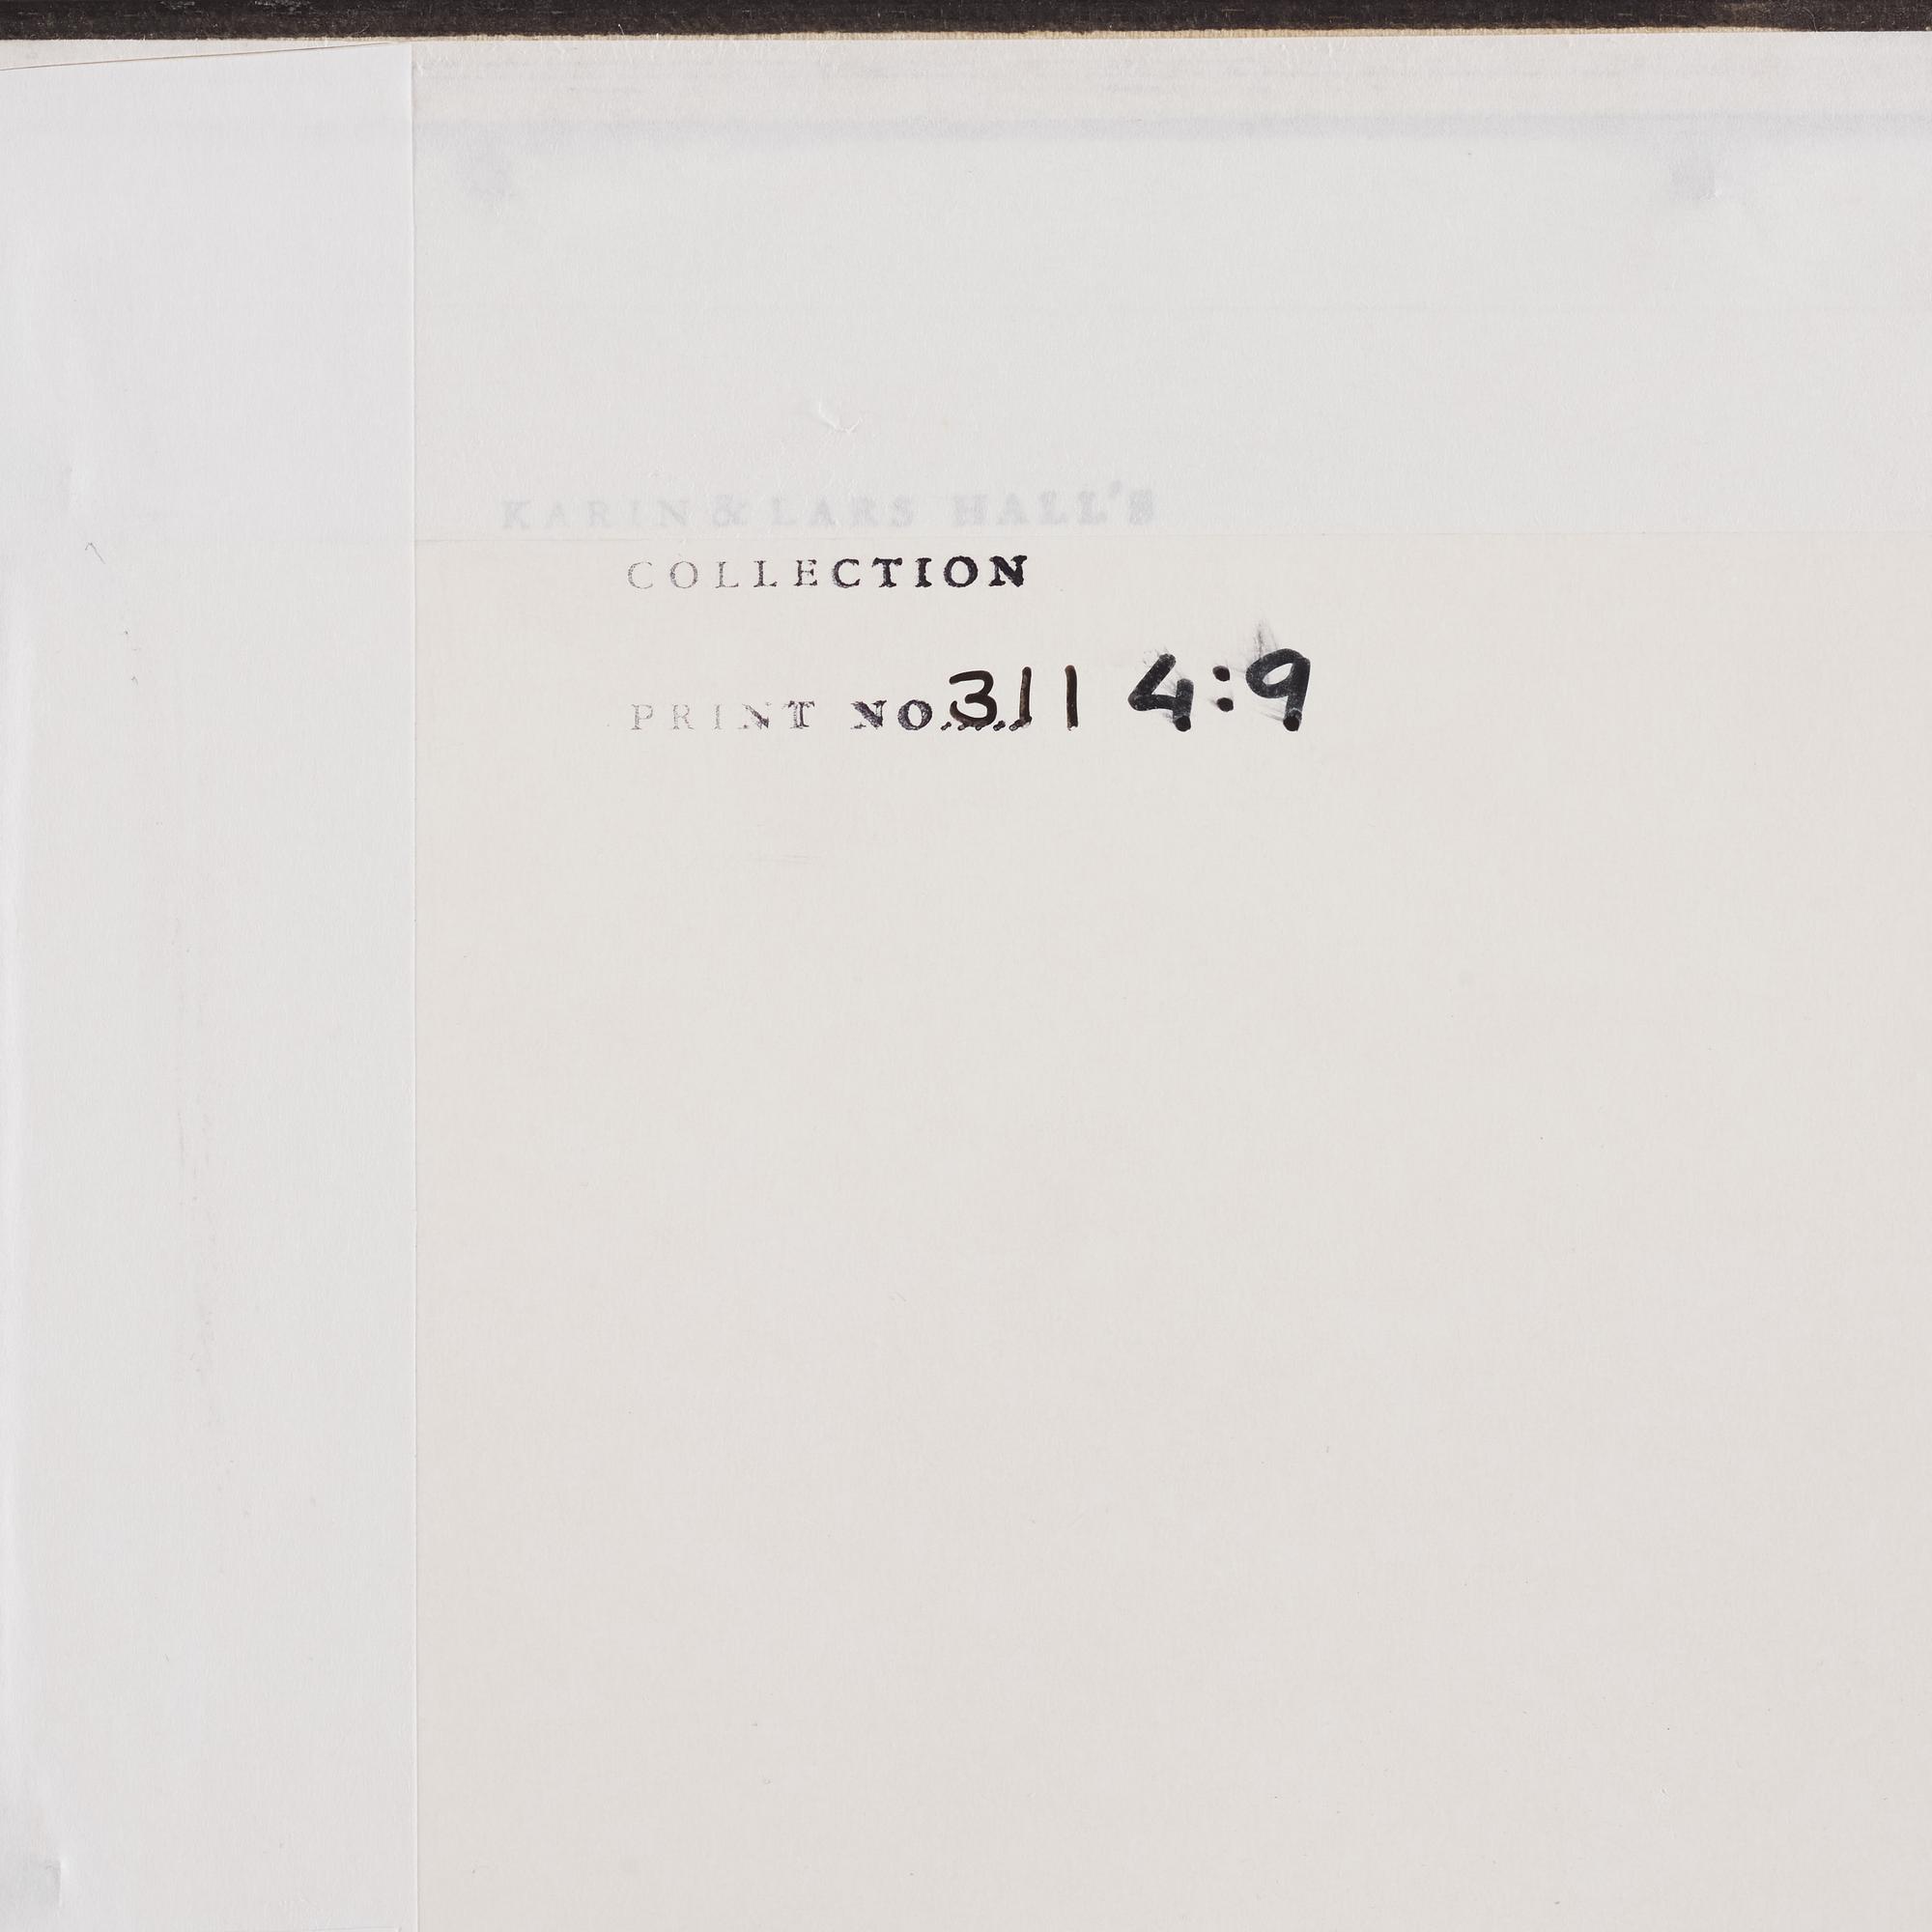 KARIN & LARS HALL'S
COLLECTION
PRINT NO. 311 4:9